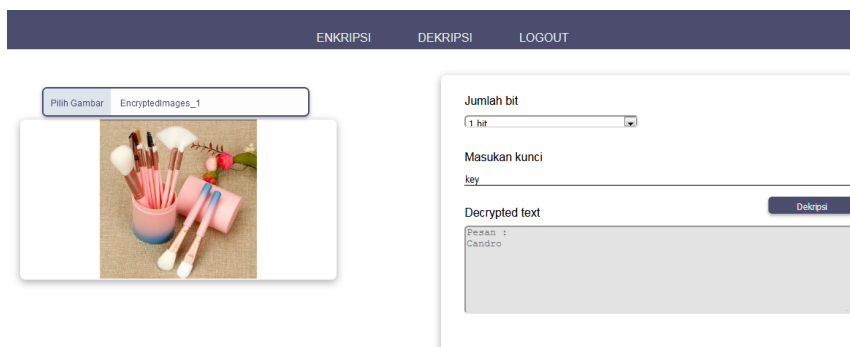 ENKRIPSI DEKRIPSI LOGOUT
Pilih Gambar EncryptedImages_1
Jumlah bit
1 bit
Masukan kunci
key
Decrypted text
Dekripsi
Pesan :
Candro